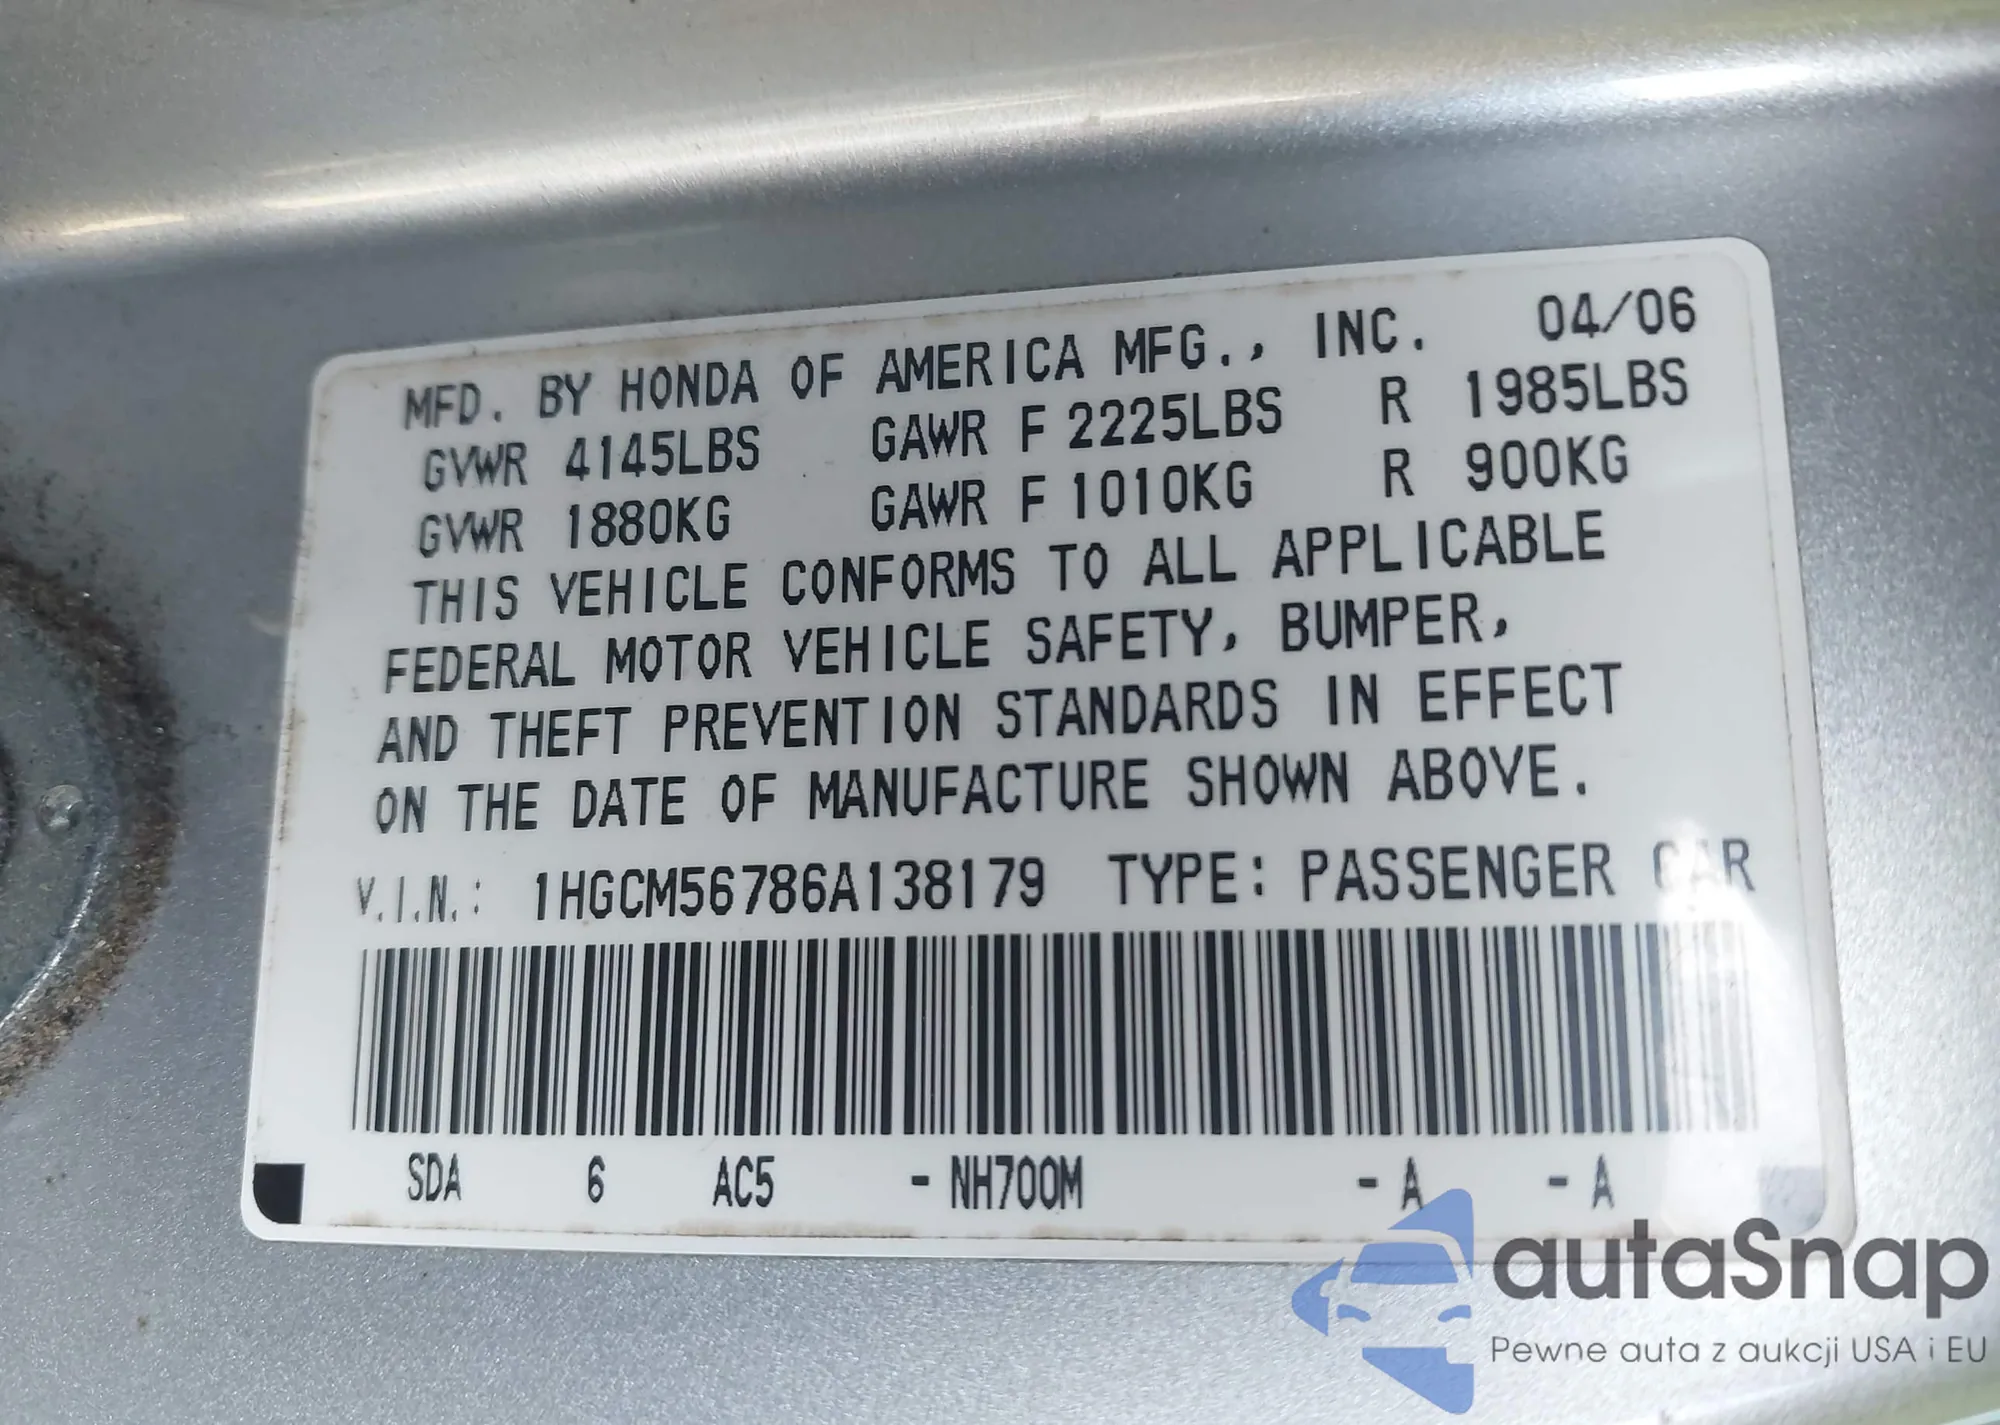 MFD. BY HONDA OF AMERICA MFG., INC. 04/06
GVWR 4145LBS GAWR F 2225LBS R 1985LBS
GVWR 1880KG GAWR F 1010KG R 900KG
THIS VEHICLE CONFORMS TO ALL APPLICABLE
FEDERAL MOTOR VEHICLE SAFETY, BUMPER,
AND THEFT PREVENTION STANDARDS IN EFFECT
ON THE DATE OF MANUFACTURE SHOWN ABOVE.
V.I.N.: 1HGCM56786A138179 TYPE: PASSENGER CAR
SDA 6 AC5 - NH700M - A - A
autaSnap
Pewne auta z aukcji USA i EU